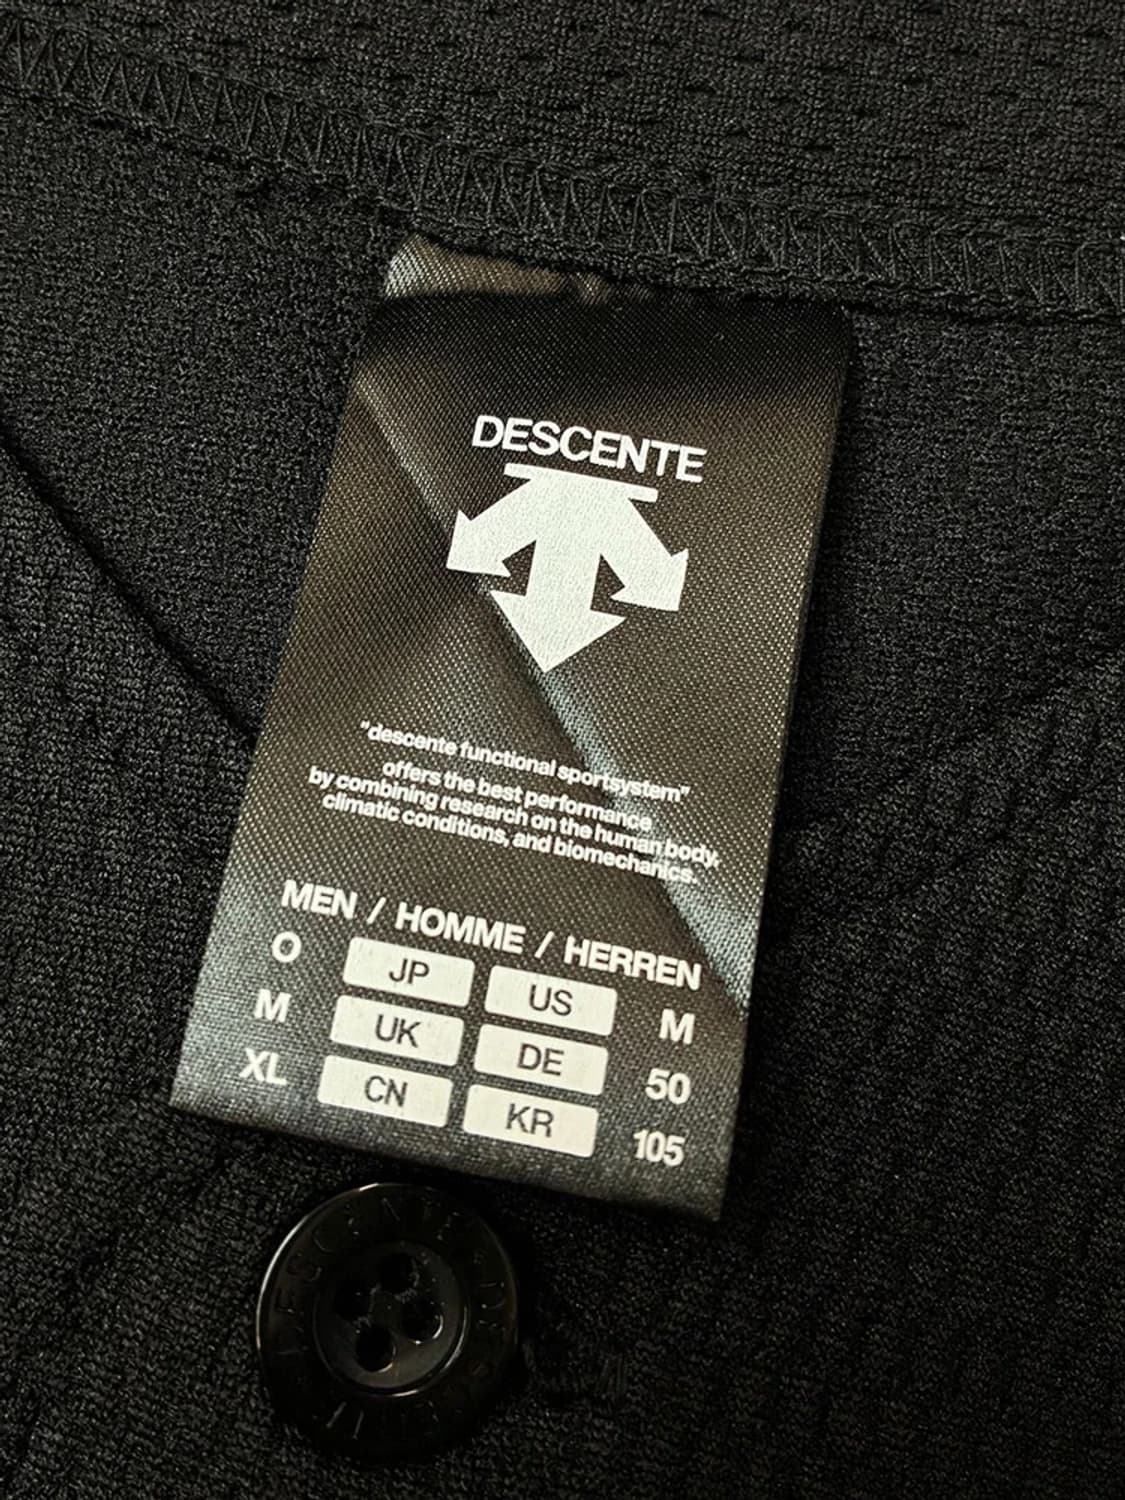 DESCENTE
"descente functional sportsystem"
offers the best performance
by combining research on the human body,
climatic conditions, and biomechanics.
MEN / HOMME / HERREN
O JP US M
M UK DE 50
XL CN KR 105